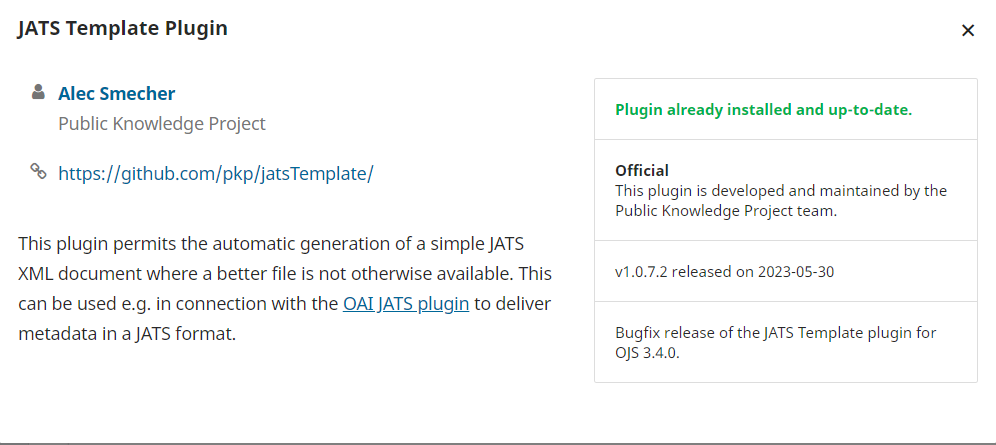 JATS Template Plugin
Alec Smecher
Public Knowledge Project
https://github.com/pkp/jatsTemplate/
This plugin permits the automatic generation of a simple JATS
XML document where a better file is not otherwise available. This
can be used e.g. in connection with the OAI JATS plugin to deliver
metadata in a JATS format.
Plugin already installed and up-to-date.
Official
This plugin is developed and maintained by the
Public Knowledge Project team.
v1.0.7.2 released on 2023-05-30
Bugfix release of the JATS Template plugin for
OJS 3.4.0.